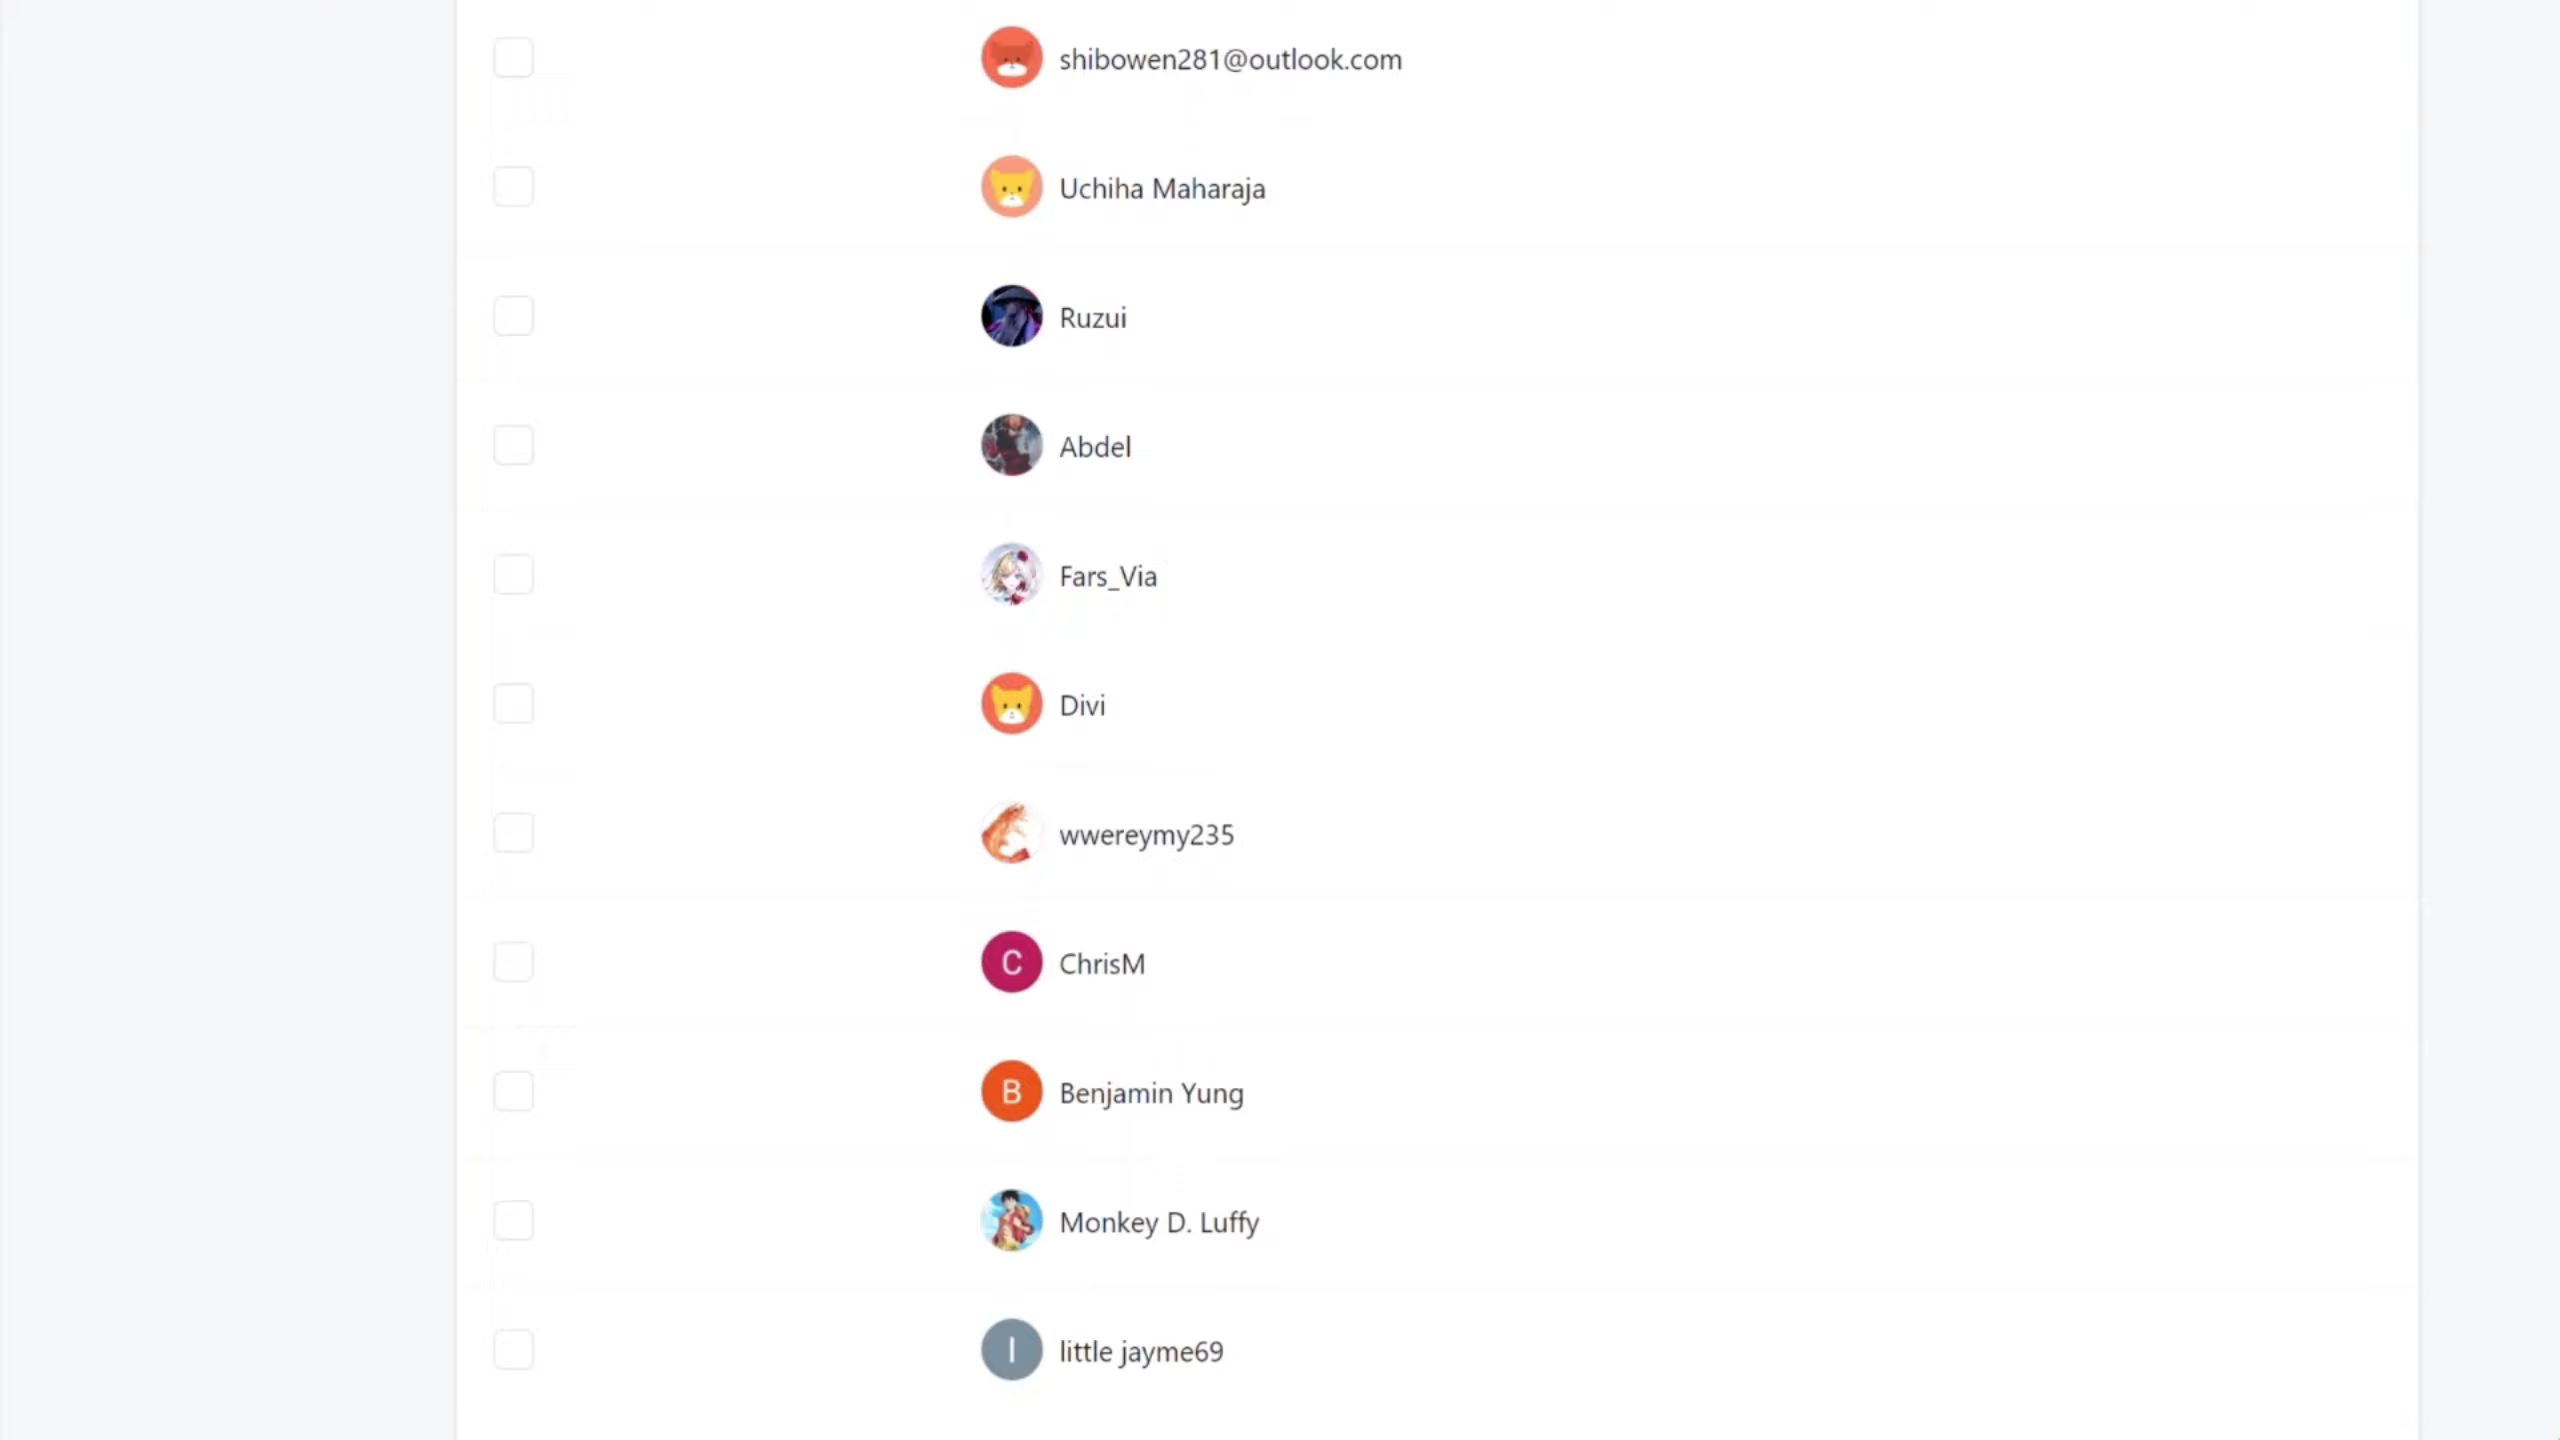 shibowen281@outlook.com
Uchiha Maharaja
Ruzui
Abdel
Fars_Via
Divi
wwereymy235
C ChrisM
B Benjamin Yung
Monkey D. Luffy
l little jayme69